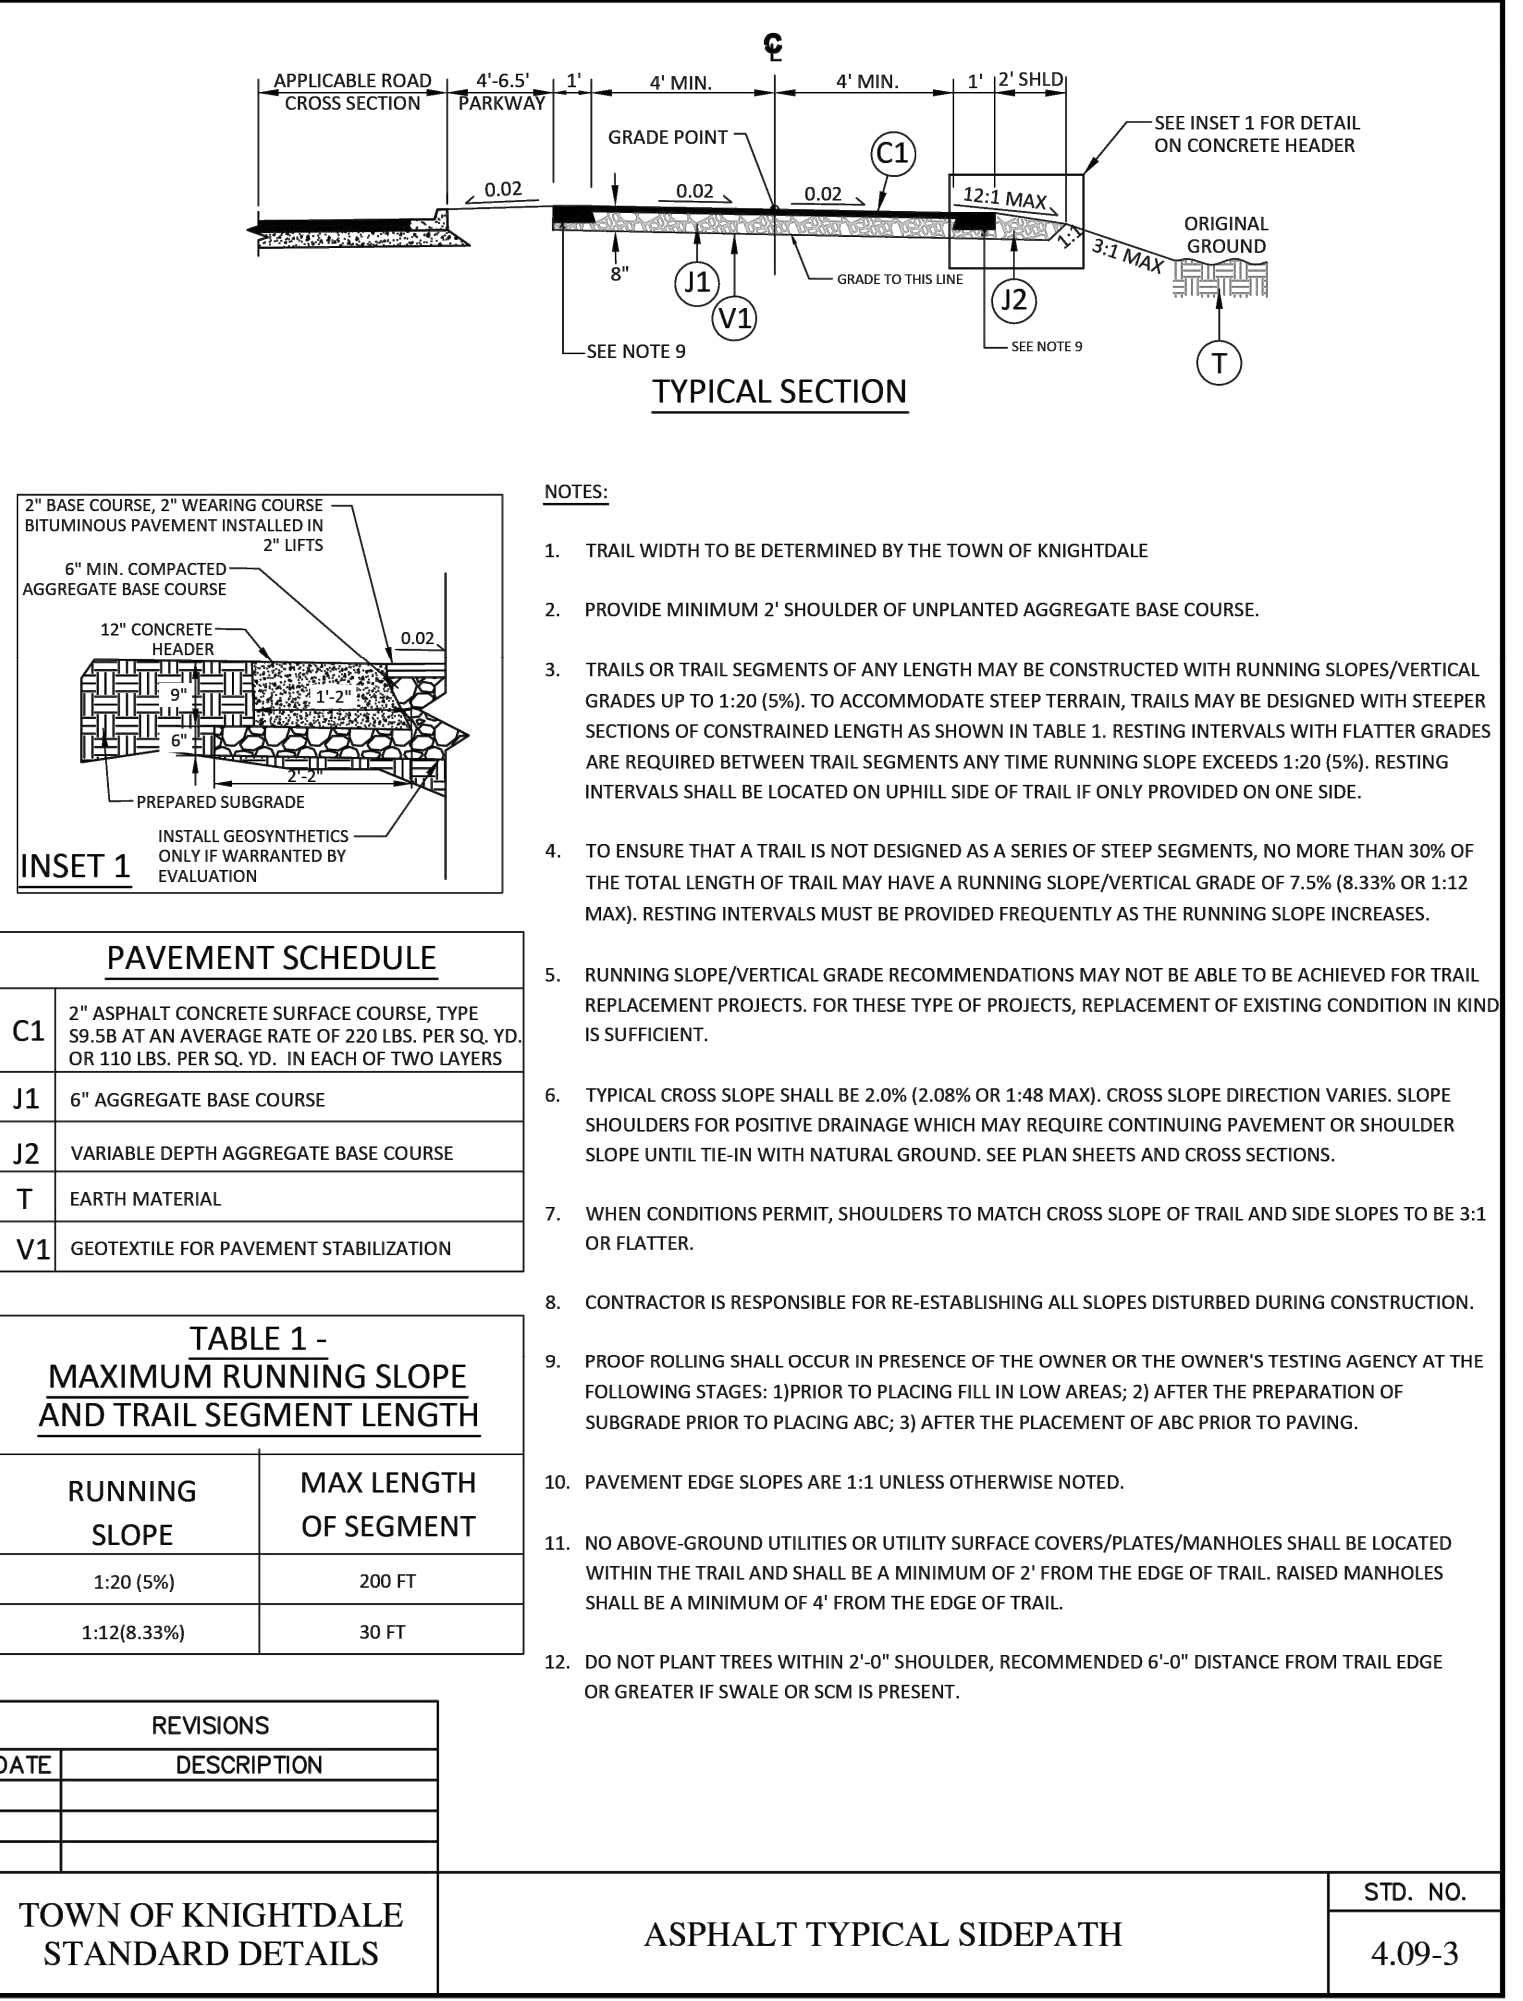 ℄
APPLICABLE ROAD
CROSS SECTION
4'-6.5'
PARKWAY
1'
4' MIN.
4' MIN.
1'
2' SHLD
GRADE POINT
C1
SEE INSET 1 FOR DETAIL
ON CONCRETE HEADER
0.02
0.02
0.02
12:1 MAX
1:1
3:1 MAX
ORIGINAL
GROUND
8"
J1
V1
GRADE TO THIS LINE
J2
SEE NOTE 9
SEE NOTE 9
T
TYPICAL SECTION
2" BASE COURSE, 2" WEARING COURSE
BITUMINOUS PAVEMENT INSTALLED IN
2" LIFTS
6" MIN. COMPACTED
AGGREGATE BASE COURSE
12" CONCRETE
HEADER
0.02
9"
1'-2"
6"
2'-2"
PREPARED SUBGRADE
INSTALL GEOSYNTHETICS
ONLY IF WARRANTED BY
EVALUATION
INSET 1
PAVEMENT SCHEDULE
C1 2" ASPHALT CONCRETE SURFACE COURSE, TYPE
S9.5B AT AN AVERAGE RATE OF 220 LBS. PER SQ. YD.
OR 110 LBS. PER SQ. YD. IN EACH OF TWO LAYERS
J1 6" AGGREGATE BASE COURSE
J2 VARIABLE DEPTH AGGREGATE BASE COURSE
T EARTH MATERIAL
V1 GEOTEXTILE FOR PAVEMENT STABILIZATION
TABLE 1 -
MAXIMUM RUNNING SLOPE
AND TRAIL SEGMENT LENGTH
RUNNING
SLOPE
MAX LENGTH
OF SEGMENT
1:20 (5%) 200 FT
1:12(8.33%) 30 FT
NOTES:
1. TRAIL WIDTH TO BE DETERMINED BY THE TOWN OF KNIGHTDALE
2. PROVIDE MINIMUM 2' SHOULDER OF UNPLANTED AGGREGATE BASE COURSE.
3. TRAILS OR TRAIL SEGMENTS OF ANY LENGTH MAY BE CONSTRUCTED WITH RUNNING SLOPES/VERTICAL
GRADES UP TO 1:20 (5%). TO ACCOMMODATE STEEP TERRAIN, TRAILS MAY BE DESIGNED WITH STEEPER
SECTIONS OF CONSTRAINED LENGTH AS SHOWN IN TABLE 1. RESTING INTERVALS WITH FLATTER GRADES
ARE REQUIRED BETWEEN TRAIL SEGMENTS ANY TIME RUNNING SLOPE EXCEEDS 1:20 (5%). RESTING
INTERVALS SHALL BE LOCATED ON UPHILL SIDE OF TRAIL IF ONLY PROVIDED ON ONE SIDE.
4. TO ENSURE THAT A TRAIL IS NOT DESIGNED AS A SERIES OF STEEP SEGMENTS, NO MORE THAN 30% OF
THE TOTAL LENGTH OF TRAIL MAY HAVE A RUNNING SLOPE/VERTICAL GRADE OF 7.5% (8.33% OR 1:12
MAX). RESTING INTERVALS MUST BE PROVIDED FREQUENTLY AS THE RUNNING SLOPE INCREASES.
5. RUNNING SLOPE/VERTICAL GRADE RECOMMENDATIONS MAY NOT BE ABLE TO BE ACHIEVED FOR TRAIL
REPLACEMENT PROJECTS. FOR THESE TYPE OF PROJECTS, REPLACEMENT OF EXISTING CONDITION IN KIND
IS SUFFICIENT.
6. TYPICAL CROSS SLOPE SHALL BE 2.0% (2.08% OR 1:48 MAX). CROSS SLOPE DIRECTION VARIES. SLOPE
SHOULDERS FOR POSITIVE DRAINAGE WHICH MAY REQUIRE CONTINUING PAVEMENT OR SHOULDER
SLOPE UNTIL TIE-IN WITH NATURAL GROUND. SEE PLAN SHEETS AND CROSS SECTIONS.
7. WHEN CONDITIONS PERMIT, SHOULDERS TO MATCH CROSS SLOPE OF TRAIL AND SIDE SLOPES TO BE 3:1
OR FLATTER.
8. CONTRACTOR IS RESPONSIBLE FOR RE-ESTABLISHING ALL SLOPES DISTURBED DURING CONSTRUCTION.
9. PROOF ROLLING SHALL OCCUR IN PRESENCE OF THE OWNER OR THE OWNER'S TESTING AGENCY AT THE
FOLLOWING STAGES: 1)PRIOR TO PLACING FILL IN LOW AREAS; 2) AFTER THE PREPARATION OF
SUBGRADE PRIOR TO PLACING ABC; 3) AFTER THE PLACEMENT OF ABC PRIOR TO PAVING.
10. PAVEMENT EDGE SLOPES ARE 1:1 UNLESS OTHERWISE NOTED.
11. NO ABOVE-GROUND UTILITIES OR UTILITY SURFACE COVERS/PLATES/MANHOLES SHALL BE LOCATED
WITHIN THE TRAIL AND SHALL BE A MINIMUM OF 2' FROM THE EDGE OF TRAIL. RAISED MANHOLES
SHALL BE A MINIMUM OF 4' FROM THE EDGE OF TRAIL.
12. DO NOT PLANT TREES WITHIN 2'-0" SHOULDER, RECOMMENDED 6'-0" DISTANCE FROM TRAIL EDGE
OR GREATER IF SWALE OR SCM IS PRESENT.
REVISIONS
DATE DESCRIPTION
TOWN OF KNIGHTDALE
STANDARD DETAILS
ASPHALT TYPICAL SIDEPATH
STD. NO.
4.09-3